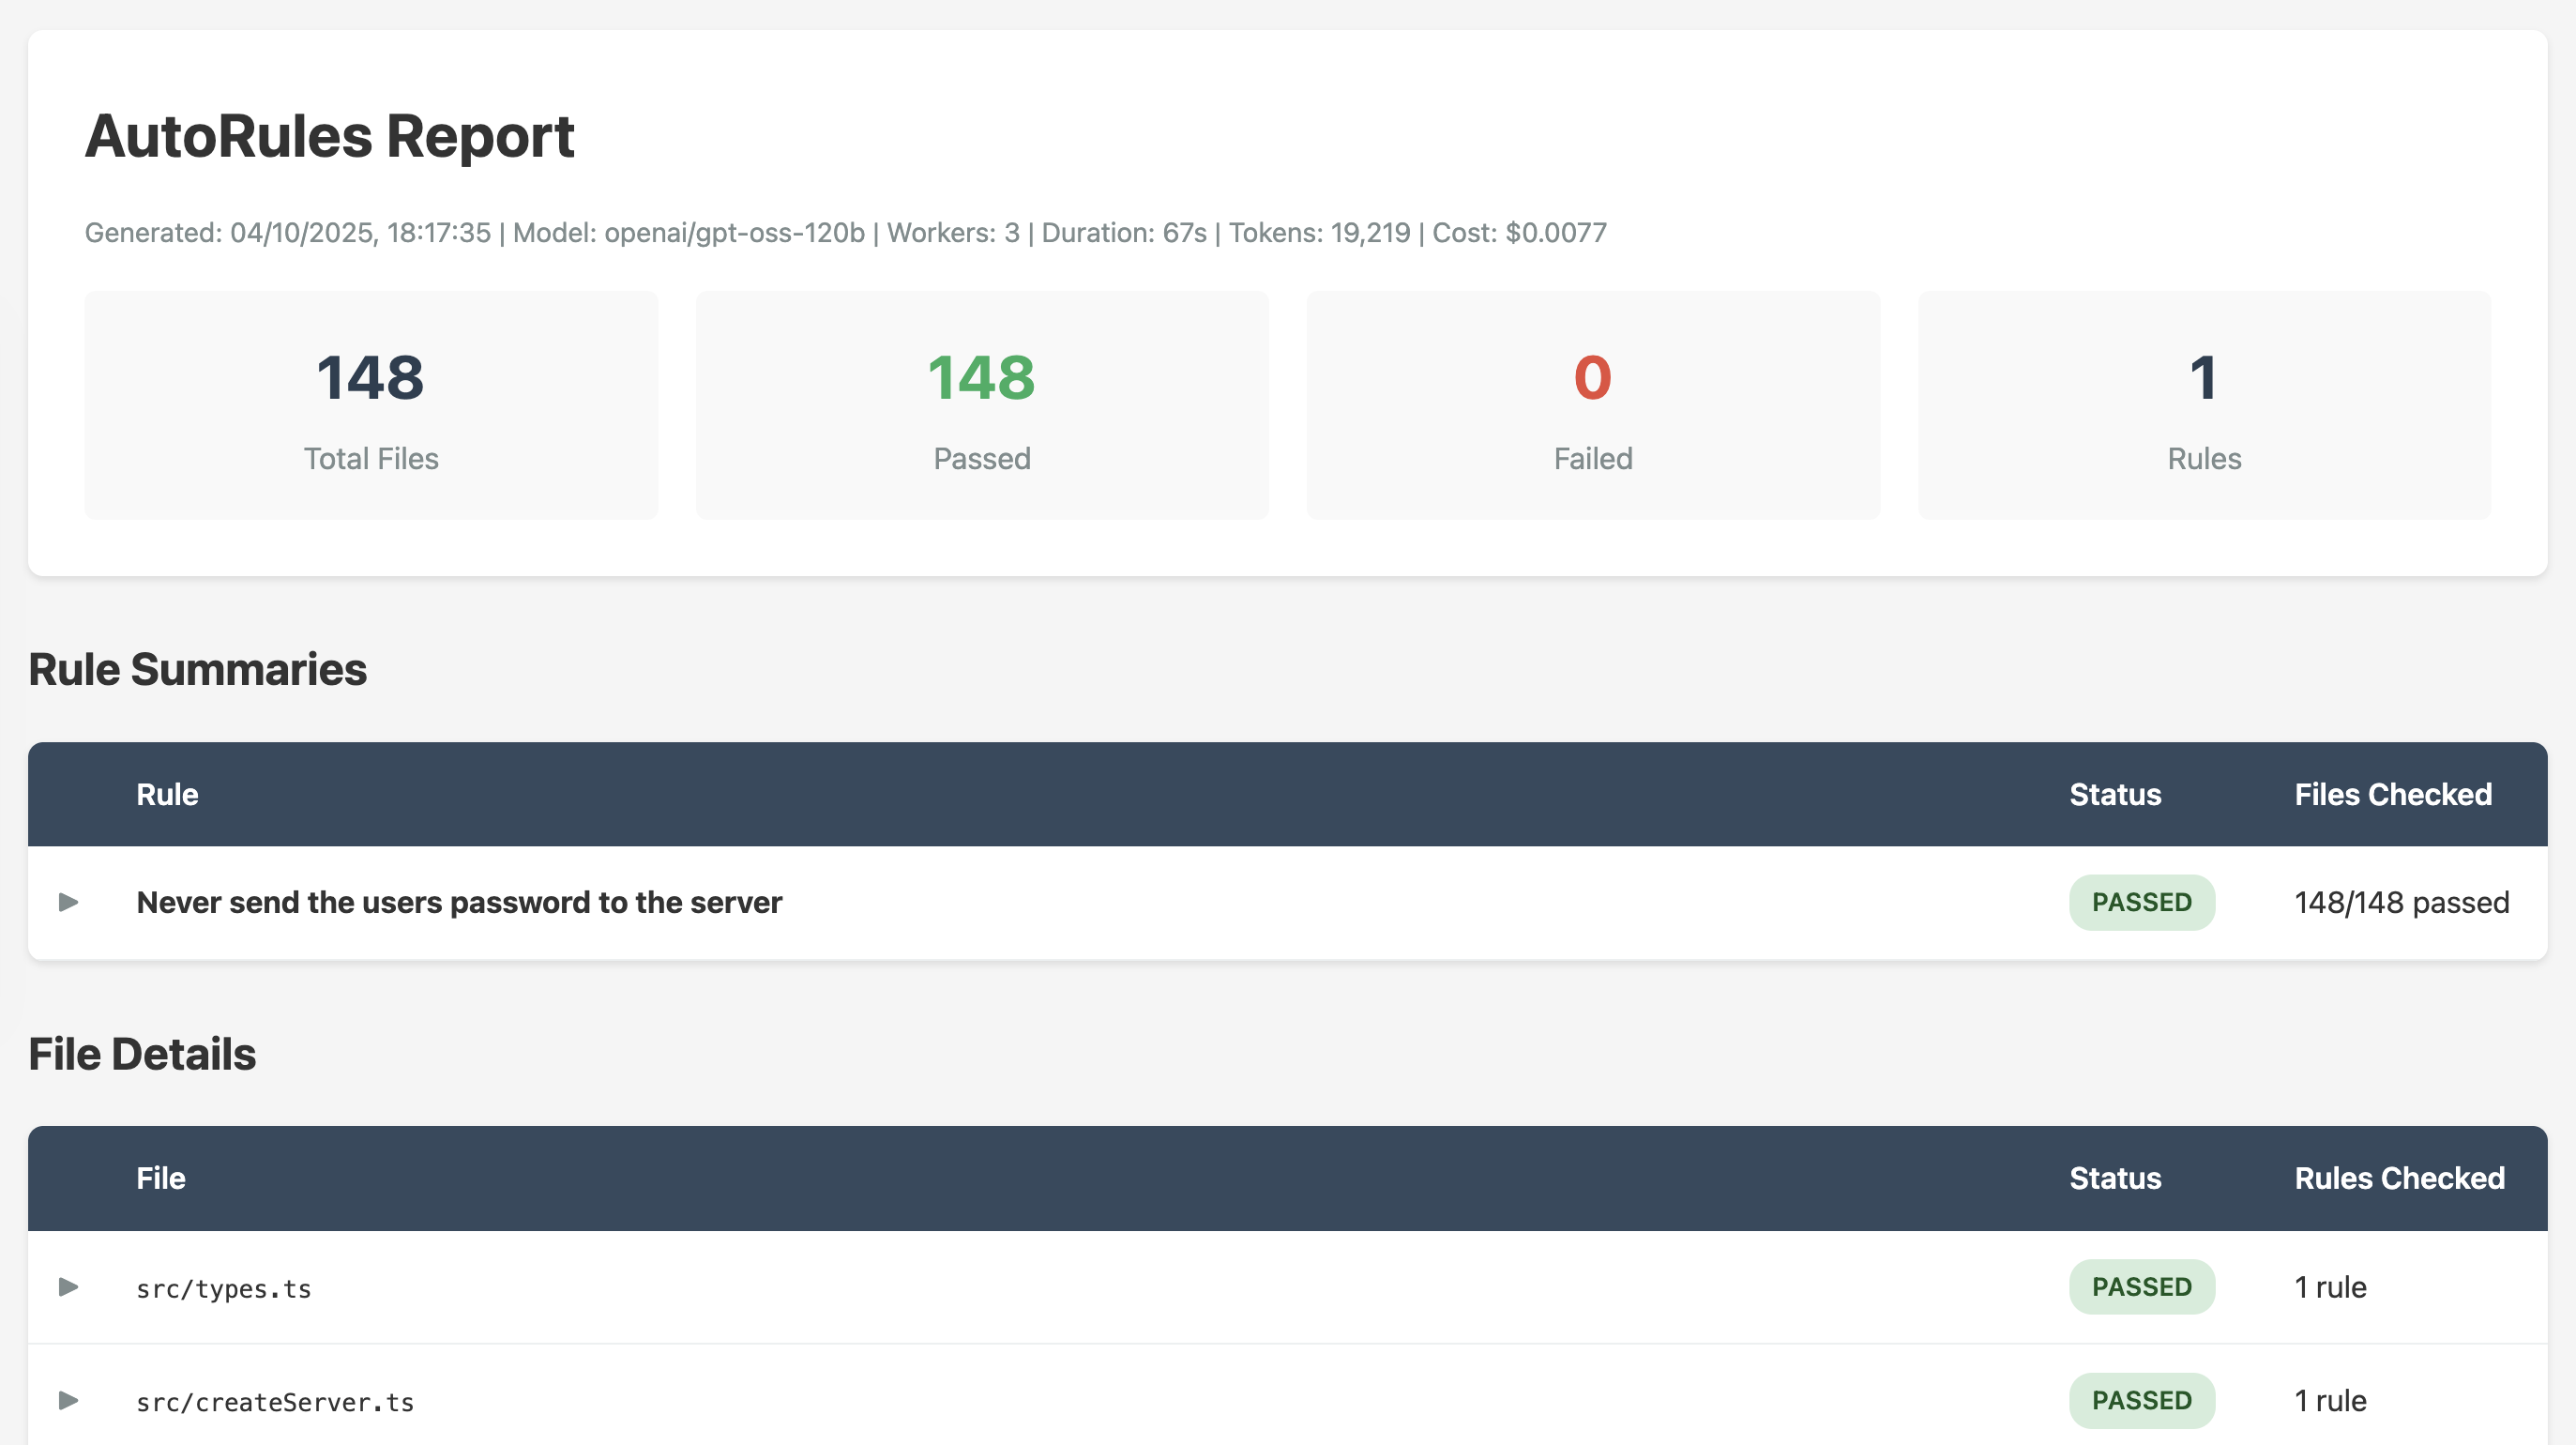 AutoRules Report
Generated: 04/10/2025, 18:17:35 | Model: openai/gpt-oss-120b | Workers: 3 | Duration: 67s | Tokens: 19,219 | Cost: $0.0077
148
Total Files
148
Passed
0
Failed
1
Rules
Rule Summaries
Rule Status Files Checked
Never send the users password to the server PASSED 148/148 passed
File Details
File Status Rules Checked
src/types.ts PASSED 1 rule
src/createServer.ts PASSED 1 rule